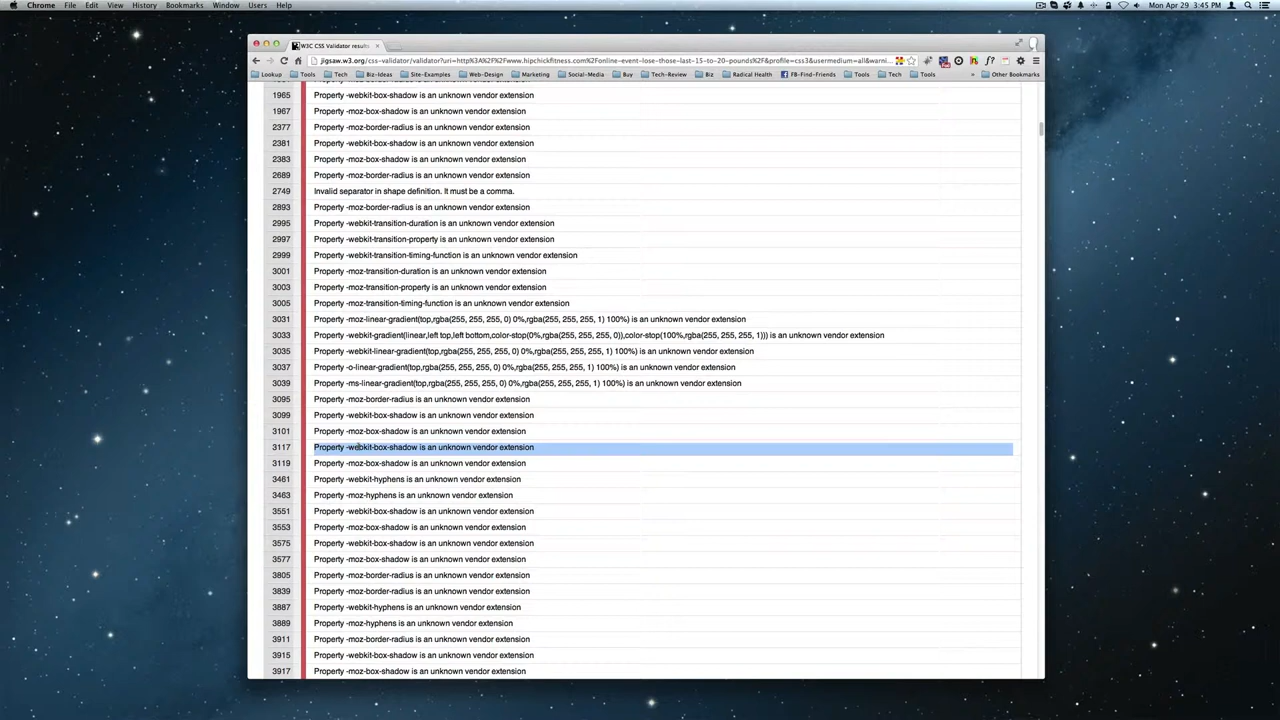 Chrome File Edit View History Bookmarks Window Users Help Mon Apr 29 3:45 PM
W3C CSS Validator results
jigsaw.w3.org/css-validator/validator?uri=http%3A%2F%2Fwww.hipchickfitness.com%2Fonline-event-lose-those-last-15-to-20-pounds%2F&profile=css3&usermedium=all&warni
Lookup Tools Tech Biz-Ideas Site-Examples Web-Design Marketing Social-Media Buy Tech-Review Biz Radical Health FB-Find-Friends Tools Tech Tools » Other Bookmarks
1965 Property -webkit-box-shadow is an unknown vendor extension
1967 Property -moz-box-shadow is an unknown vendor extension
2377 Property -moz-border-radius is an unknown vendor extension
2381 Property -webkit-box-shadow is an unknown vendor extension
2383 Property -moz-box-shadow is an unknown vendor extension
2689 Property -moz-border-radius is an unknown vendor extension
2749 Invalid separator in shape definition. It must be a comma.
2893 Property -moz-border-radius is an unknown vendor extension
2995 Property -webkit-transition-duration is an unknown vendor extension
2997 Property -webkit-transition-property is an unknown vendor extension
2999 Property -webkit-transition-timing-function is an unknown vendor extension
3001 Property -moz-transition-duration is an unknown vendor extension
3003 Property -moz-transition-property is an unknown vendor extension
3005 Property -moz-transition-timing-function is an unknown vendor extension
3031 Property -moz-linear-gradient(top,rgba(255, 255, 255, 0) 0%,rgba(255, 255, 255, 1) 100%) is an unknown vendor extension
3033 Property -webkit-gradient(linear,left top,left bottom,color-stop(0%,rgba(255, 255, 255, 0)),color-stop(100%,rgba(255, 255, 255, 1))) is an unknown vendor extension
3035 Property -webkit-linear-gradient(top,rgba(255, 255, 255, 0) 0%,rgba(255, 255, 255, 1) 100%) is an unknown vendor extension
3037 Property -o-linear-gradient(top,rgba(255, 255, 255, 0) 0%,rgba(255, 255, 255, 1) 100%) is an unknown vendor extension
3039 Property -ms-linear-gradient(top,rgba(255, 255, 255, 0) 0%,rgba(255, 255, 255, 1) 100%) is an unknown vendor extension
3095 Property -moz-border-radius is an unknown vendor extension
3099 Property -webkit-box-shadow is an unknown vendor extension
3101 Property -moz-box-shadow is an unknown vendor extension
3117 Property -webkit-box-shadow is an unknown vendor extension
3119 Property -moz-box-shadow is an unknown vendor extension
3461 Property -webkit-hyphens is an unknown vendor extension
3463 Property -moz-hyphens is an unknown vendor extension
3551 Property -webkit-box-shadow is an unknown vendor extension
3553 Property -moz-box-shadow is an unknown vendor extension
3575 Property -webkit-box-shadow is an unknown vendor extension
3577 Property -moz-box-shadow is an unknown vendor extension
3805 Property -moz-border-radius is an unknown vendor extension
3839 Property -moz-border-radius is an unknown vendor extension
3887 Property -webkit-hyphens is an unknown vendor extension
3889 Property -moz-hyphens is an unknown vendor extension
3911 Property -moz-border-radius is an unknown vendor extension
3915 Property -webkit-box-shadow is an unknown vendor extension
3917 Property -moz-box-shadow is an unknown vendor extension